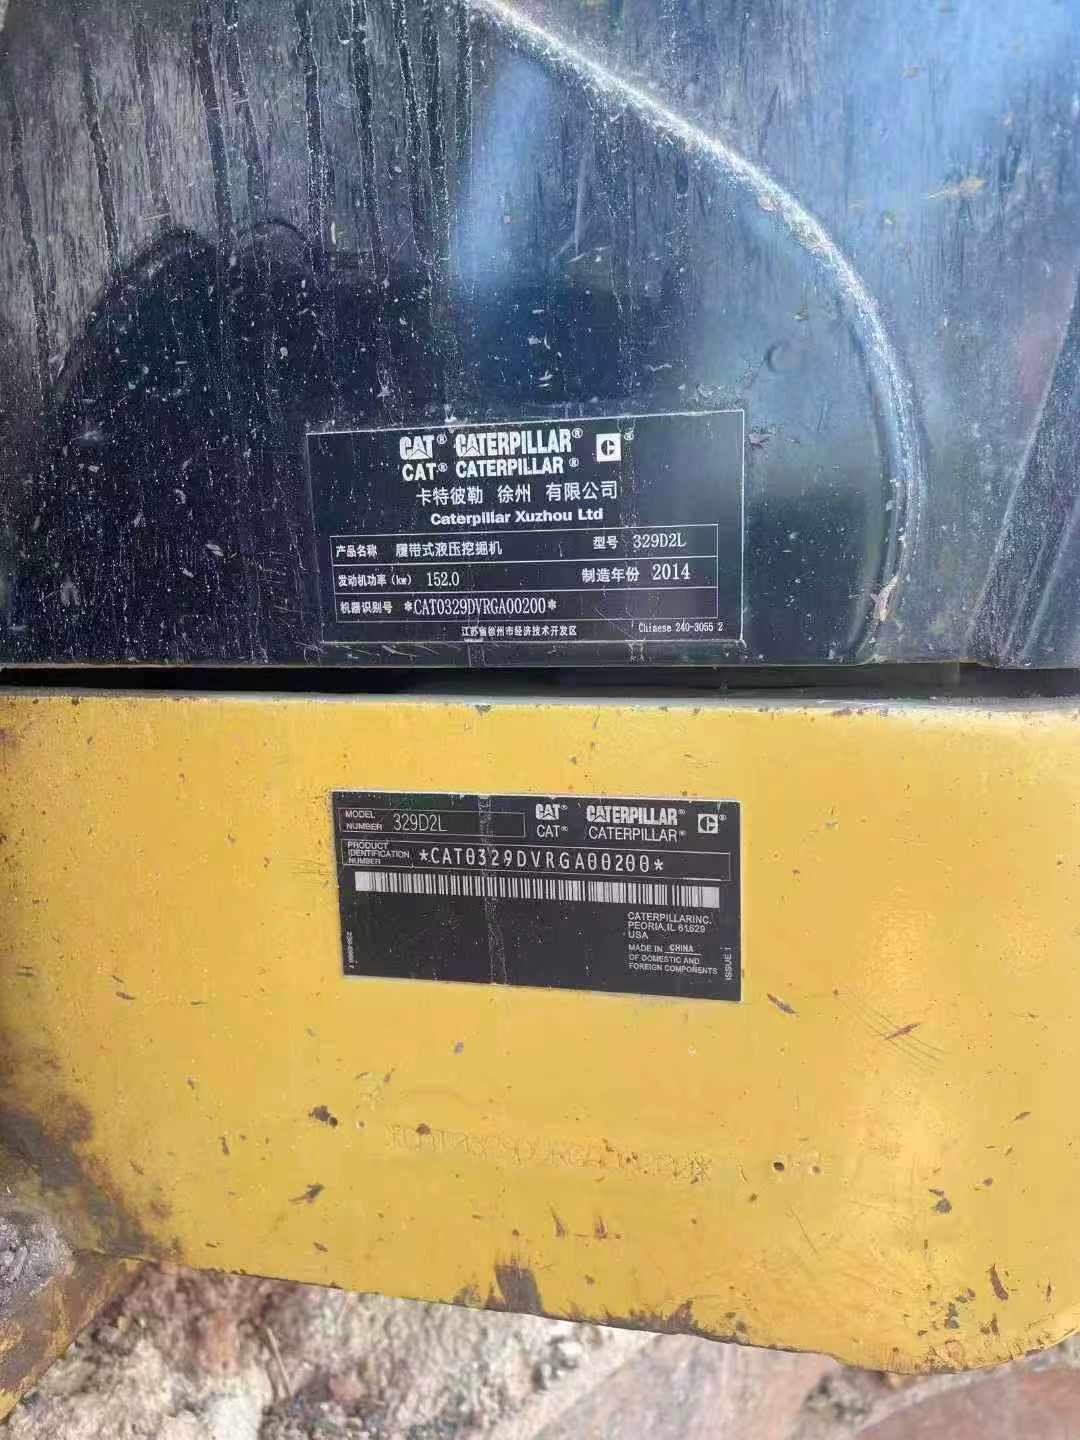 CAT® CATERPILLAR® C®
CAT® CATERPILLAR®
卡特彼勒 徐州 有限公司
Caterpillar Xuzhou Ltd
产品名称 履带式液压挖掘机 型号 329D2L
发动机功率(kw) 152.0 制造年份 2014
机器识别号 *CAT0329DVRGA00200*
江苏省徐州市经济技术开发区 Chinese 240-3055 2
MODEL NUMBER 329D2L CAT® CATERPILLAR® C®
CAT® CATERPILLAR®
PRODUCT IDENTIFICATION NUMBER *CAT0329DVRGA00200*
CATERPILLAR INC.
PEORIA, IL 61629
USA
MADE IN CHINA
OF DOMESTIC AND
FOREIGN COMPONENTS
ISSUE 1